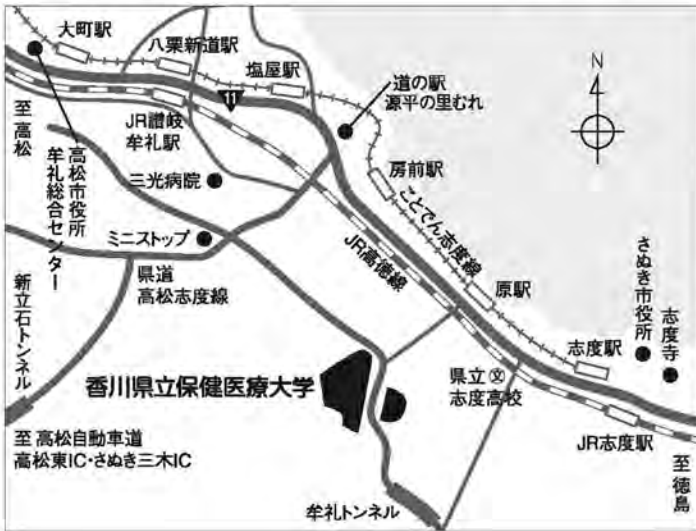 大町駅
八栗新道駅
塩屋駅
道の駅
源平の里むれ
N
11
至高松
JR讃岐
牟礼駅
高松市役所
牟礼総合センター
三光病院
房前駅
ことでん志度線
ミニストップ
JR高徳線
県道
高松志度線
原駅
さぬき市役所
志度寺
新立石トンネル
志度駅
香川県立保健医療大学
県立 文
志度高校
JR志度駅
至 高松自動車道
高松東IC・さぬき三木IC
至徳島
牟礼トンネル